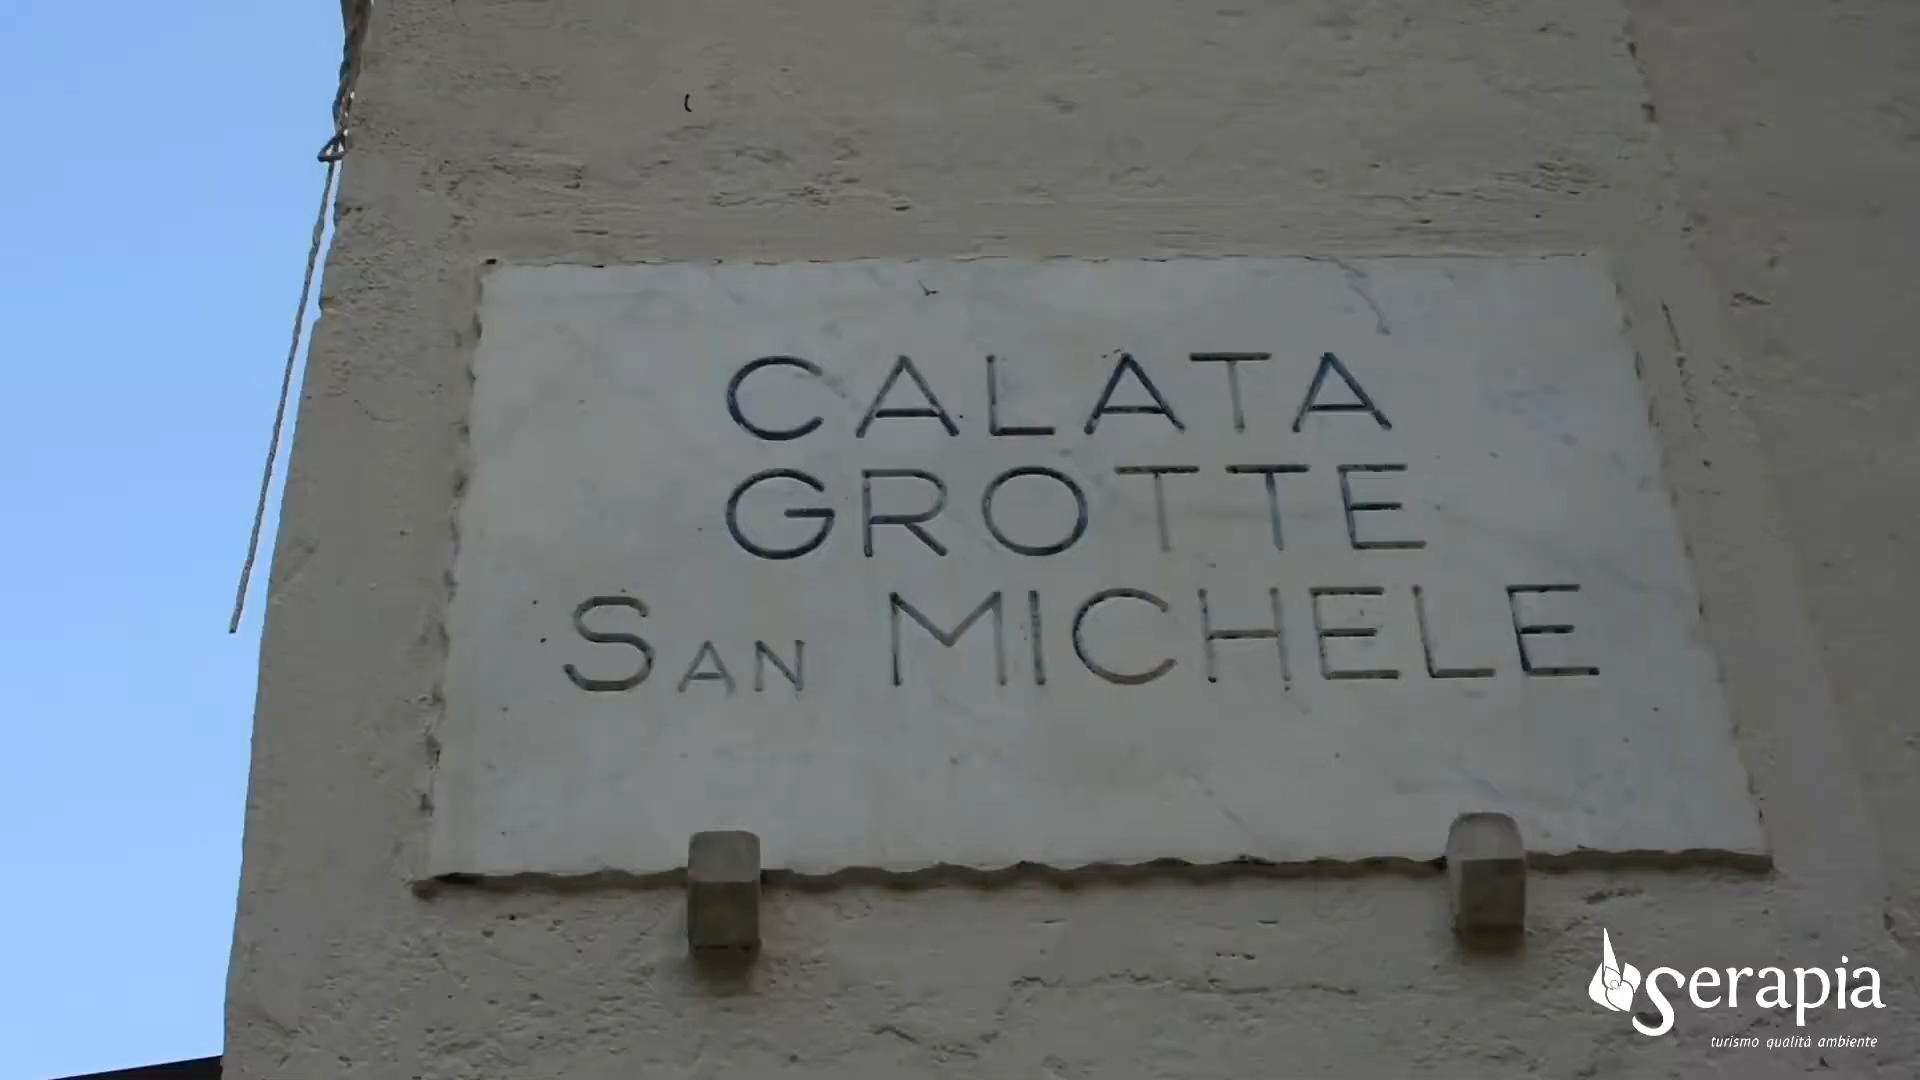 CALATA
GROTTE
SAN MICHELE
serapia
turismo qualità ambiente